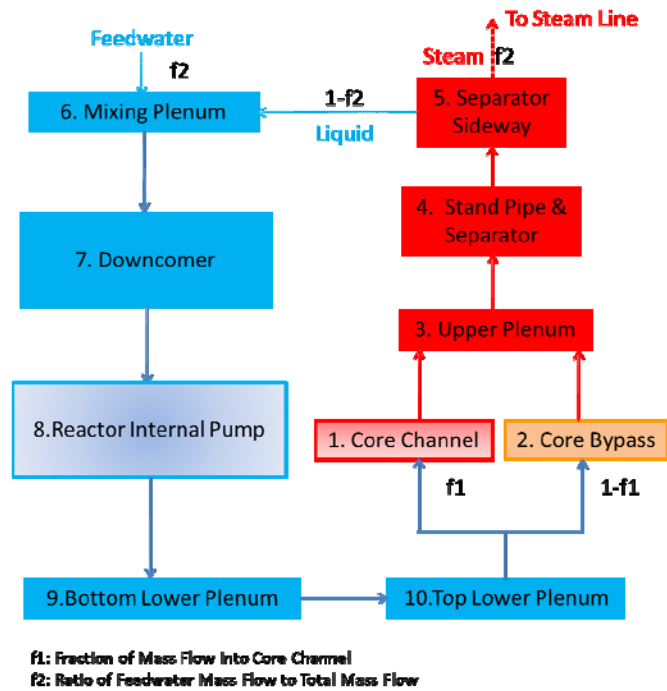 To Steam Line
Feedwater
f2
Steam f2
6. Mixing Plenum
1-f2
Liquid
5. Separator
Sideway
4. Stand Pipe &
Separator
7. Downcomer
3. Upper Plenum
8.Reactor Internal Pump
1. Core Channel
2. Core Bypass
f1
1-f1
9.Bottom Lower Plenum
10.Top Lower Plenum
f1: Fraction of Mass Flow Into Core Channel
f2: Ratio of Feedwater Mass Flow to Total Mass Flow